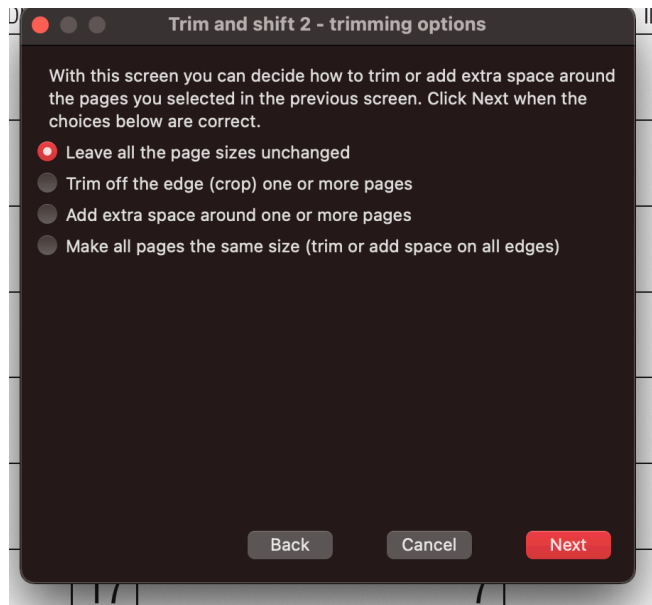 Trim and shift 2 - trimming options
With this screen you can decide how to trim or add extra space around
the pages you selected in the previous screen. Click Next when the
choices below are correct.
Leave all the page sizes unchanged
Trim off the edge (crop) one or more pages
Add extra space around one or more pages
Make all pages the same size (trim or add space on all edges)
Back Cancel Next
17 7